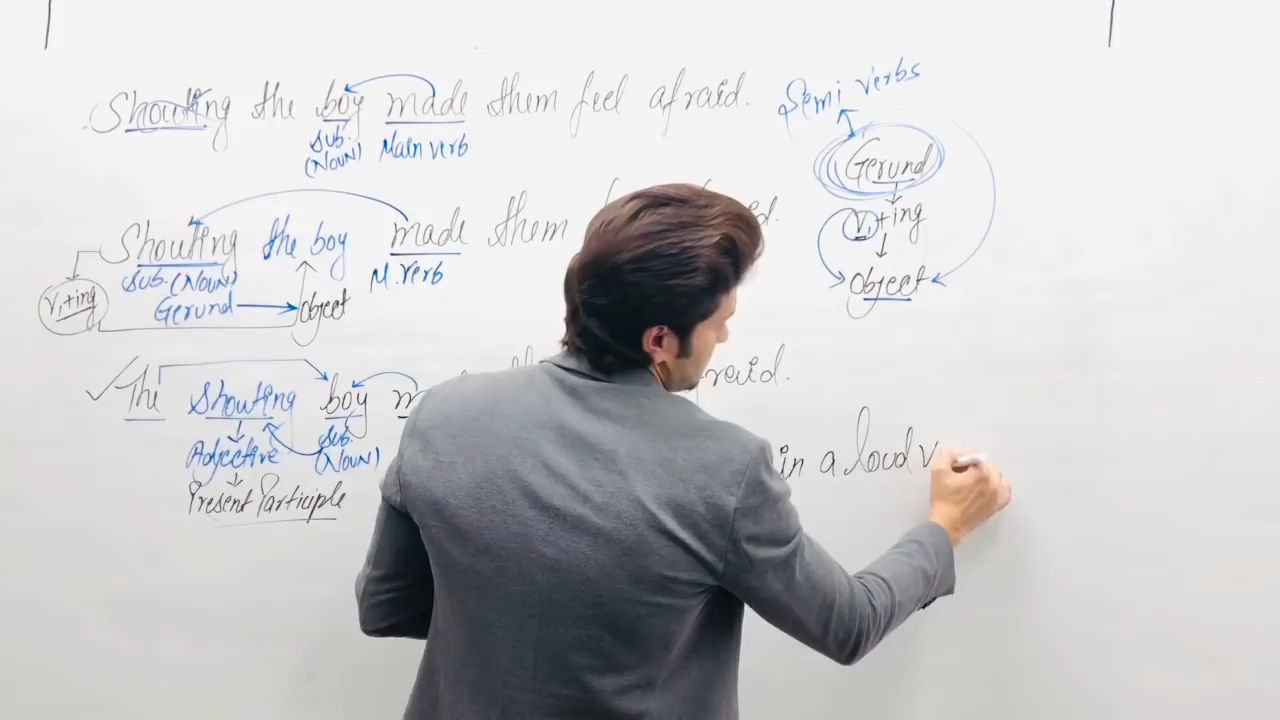 Shouting the boy made them feel afraid.
Sub. (NOUN) Main verb
Semi verbs
Gerund
V₁+ing
Object
Shouting the boy made them
Sub. (NOUN) M. verb
V₁+ing Gerund object
The Shouting boy
Adjective Sub. (NOUN)
Present Participle
in a loud v